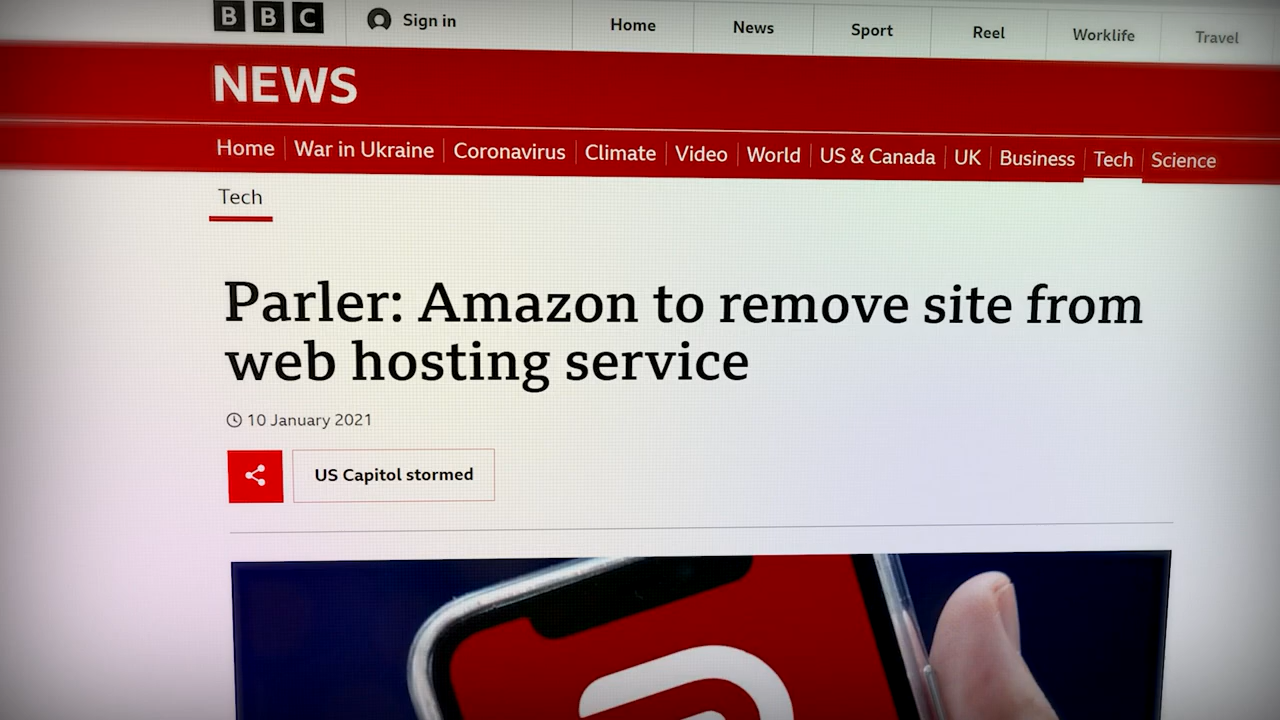 BBC Sign in Home News Sport Reel Worklife Travel
NEWS
Home War in Ukraine Coronavirus Climate Video World US & Canada UK Business Tech Science
Tech
Parler: Amazon to remove site from
web hosting service
10 January 2021
US Capitol stormed